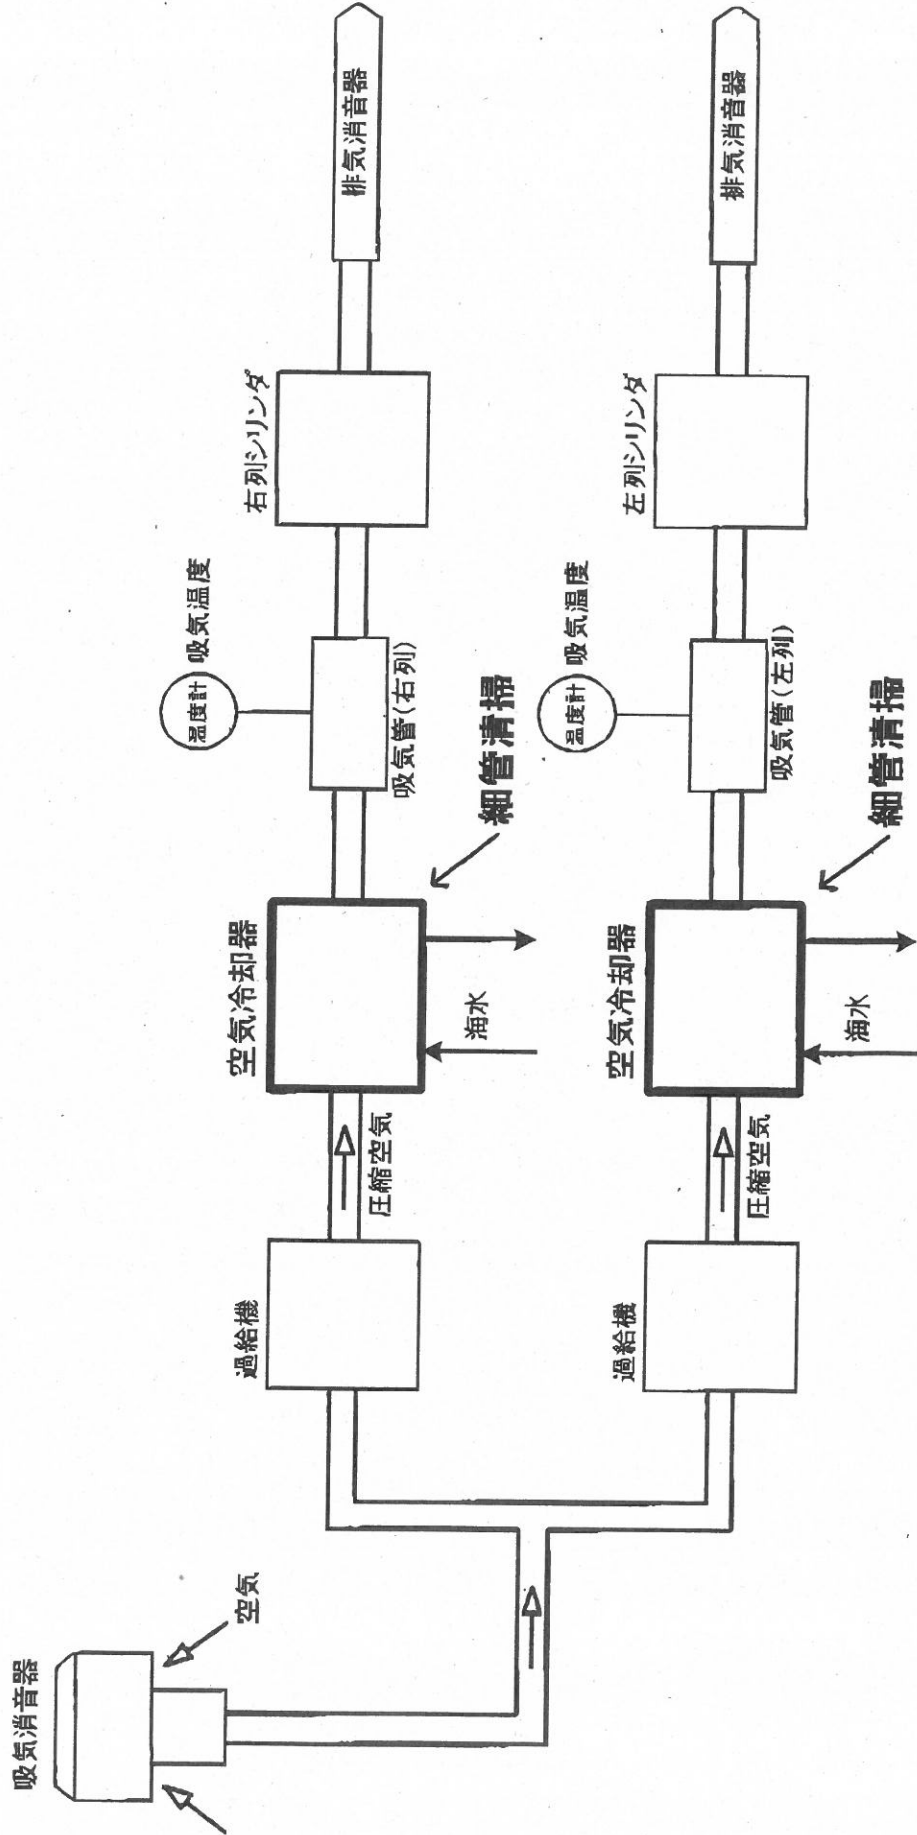 吸気消音器
空気
過給機
圧縮空気
空気冷却器
海水
細管清掃
温度計
吸気温度
吸気管(右列)
右列シリンダ
排気消音器
過給機
圧縮空気
空気冷却器
海水
細管清掃
温度計
吸気温度
吸気管(左列)
左列シリンダ
排気消音器